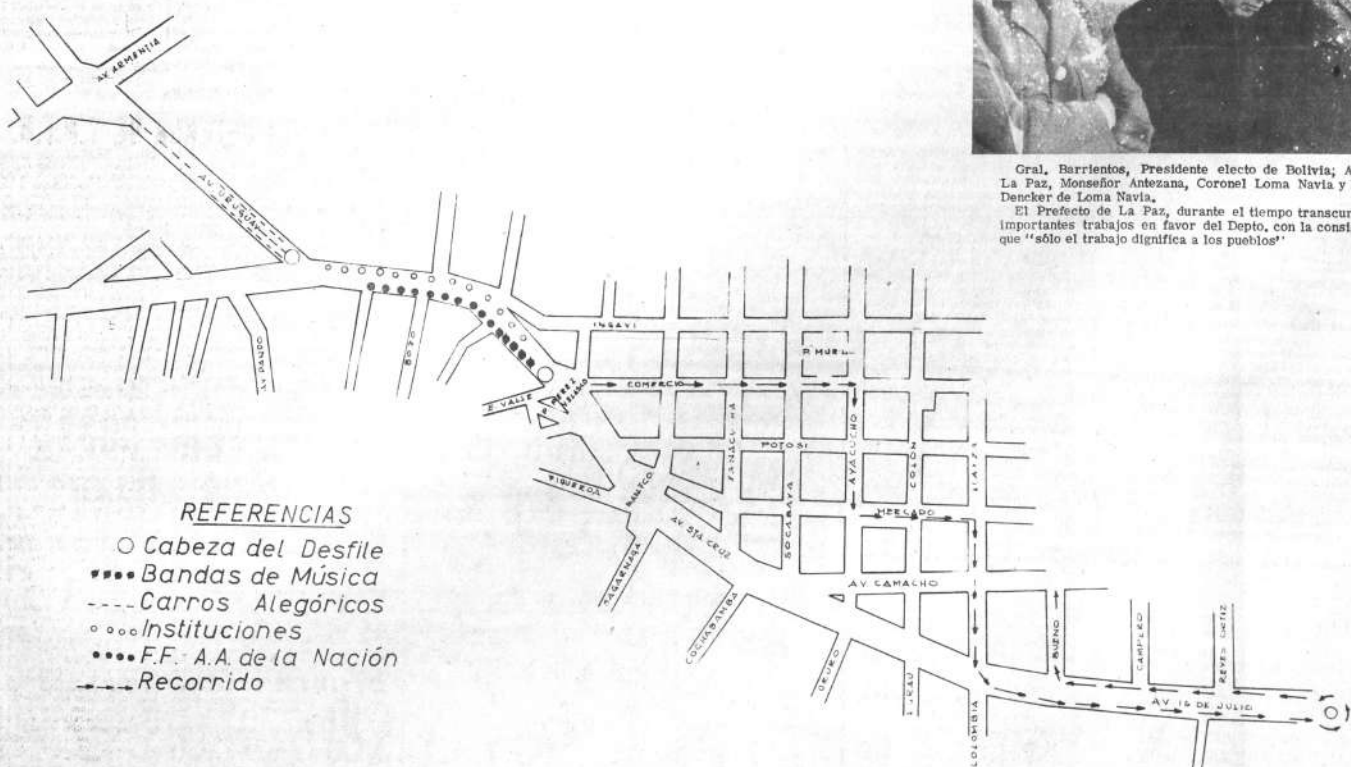 Gral. Barrientos, Presidente electo de Bolivia; A
La Paz, Monseñor Antezana, Coronel Loma Navia y
Dencker de Loma Navia.
El Prefecto de La Paz, durante el tiempo transcur
importantes trabajos en favor del Depto. con la consi
que "sólo el trabajo dignifica a los pueblos"
AV. ARMENTIA
AV. URUGUAY
INGAVI
P. MUR
BOZO
AV. PANDO
E. VALLE
P. PEREZ VELASCO
COMERCIO
POTOSI
AYACUCHO
COLON
SOCABAYA
MERCADO
FIGUEROA
AV. STA. CRUZ
SAGARNAGA
AV. CAMACHO
COCHABAMBA
BUENO
CAMPERO
REYES ORTIZ
ORURO
AV. 16 DE JULIO
COLOMBIA
REFERENCIAS
Cabeza del Desfile
Bandas de Música
Carros Alegóricos
Instituciones
F.F. A.A. de la Nación
Recorrido